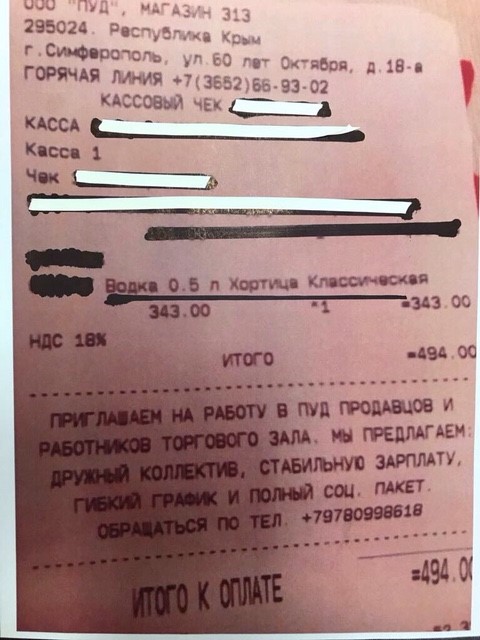 ООО "ПУД", МАГАЗИН 313
295024. Республика Крым
г.Симферополь, ул.60 лет Октября, д.18-а
ГОРЯЧАЯ ЛИНИЯ +7(3652)66-93-02
КАССОВЫЙ ЧЕК
КАССА
Касса 1
Чек
Водка 0.5 л Хортица Классическая
343.00 *1 =343.00
НДС 18%
ИТОГО =494.00
ПРИГЛАШАЕМ НА РАБОТУ В ПУД ПРОДАВЦОВ И
РАБОТНИКОВ ТОРГОВОГО ЗАЛА. МЫ ПРЕДЛАГАЕМ:
ДРУЖНЫЙ КОЛЛЕКТИВ, СТАБИЛЬНУЮ ЗАРПЛАТУ,
ГИБКИЙ ГРАФИК И ПОЛНЫЙ СОЦ. ПАКЕТ.
ОБРАЩАТЬСЯ ПО ТЕЛ. +79780998618
ИТОГО К ОПЛАТЕ =494.00